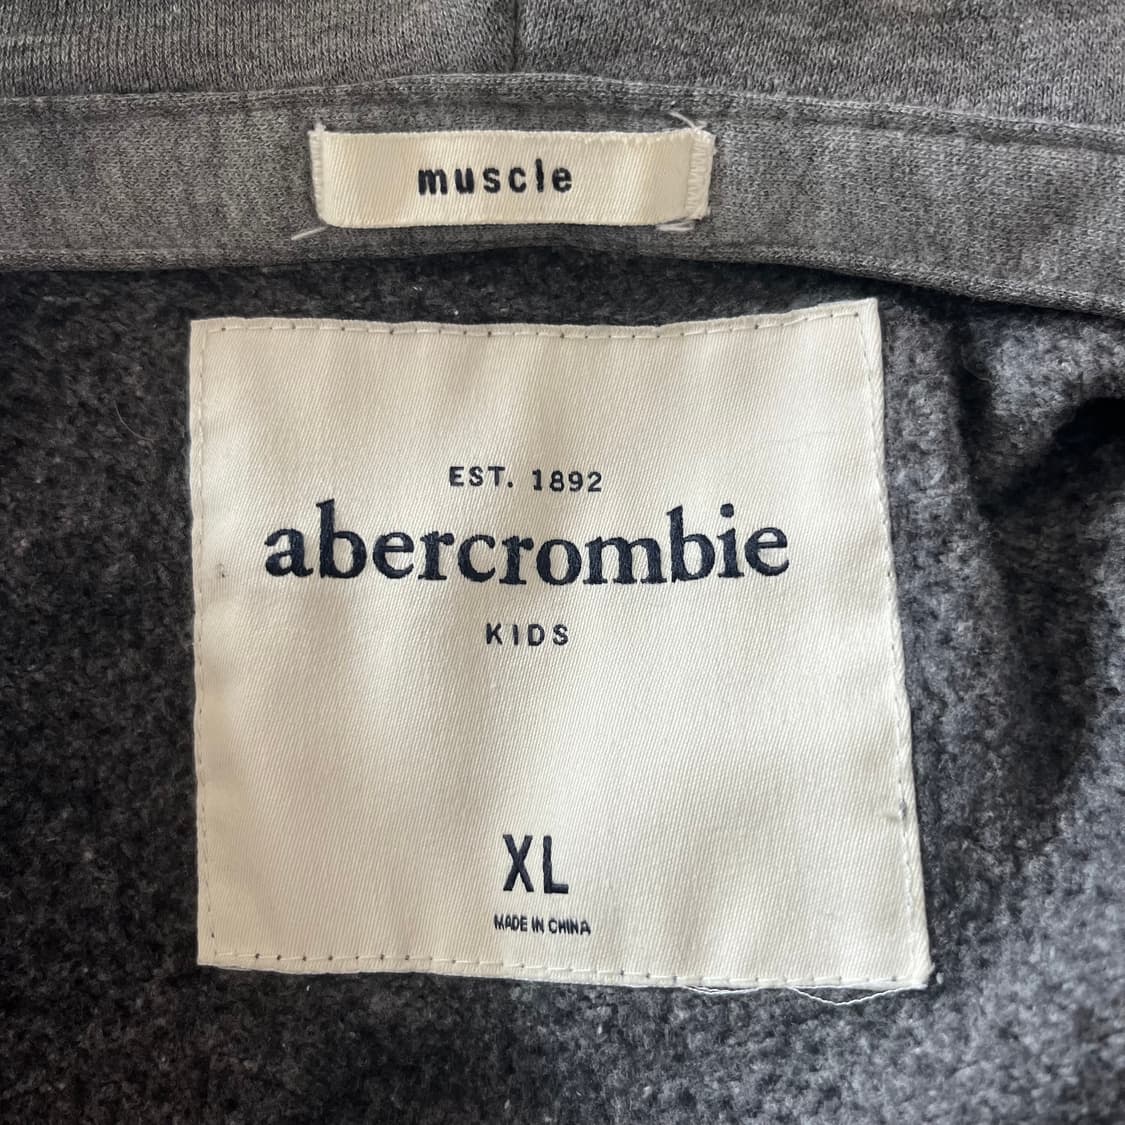 muscle
EST. 1892
abercrombie
KIDS
XL
MADE IN CHINA